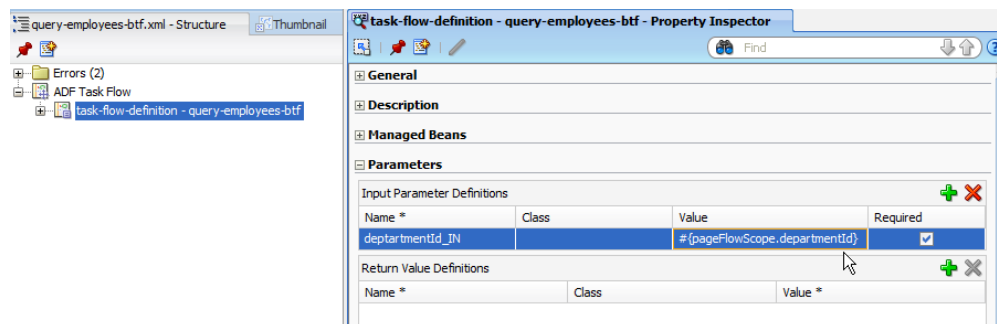 query-employees-btf.xml - Structure
Thumbnail
Errors (2)
ADF Task Flow
task-flow-definition - query-employees-btf
task-flow-definition - query-employees-btf - Property Inspector
Find
General
Description
Managed Beans
Parameters
Input Parameter Definitions
Name * Class Value Required
deptartmentId_IN #{pageFlowScope.departmentId}
Return Value Definitions
Name * Class Value *